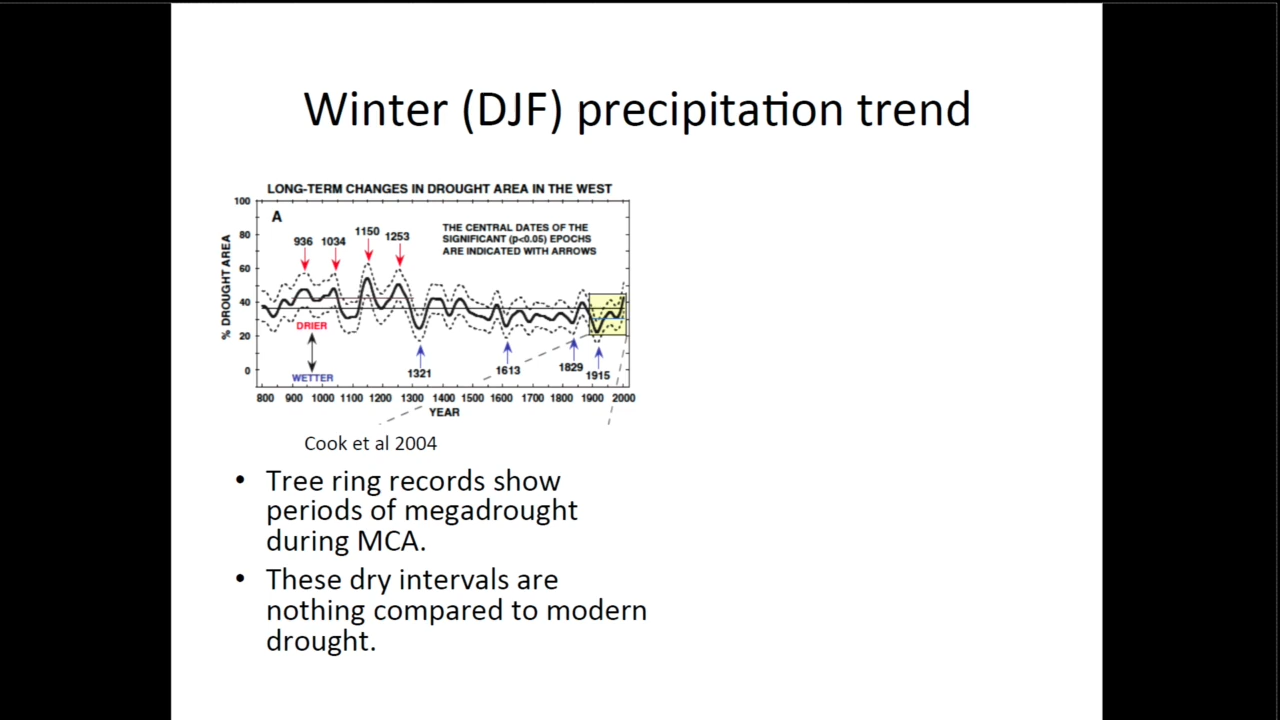 Winter (DJF) precipitation trend
LONG-TERM CHANGES IN DROUGHT AREA IN THE WEST
A
THE CENTRAL DATES OF THE
SIGNIFICANT (p<0.05) EPOCHS
ARE INDICATED WITH ARROWS
936 1034 1150 1253
% DROUGHT AREA
100
80
60
40
20
0
DRIER
WETTER
1321 1613 1829 1915
800 900 1000 1100 1200 1300 1400 1500 1600 1700 1800 1900 2000
YEAR
Cook et al 2004
• Tree ring records show
periods of megadrought
during MCA.
• These dry intervals are
nothing compared to modern
drought.